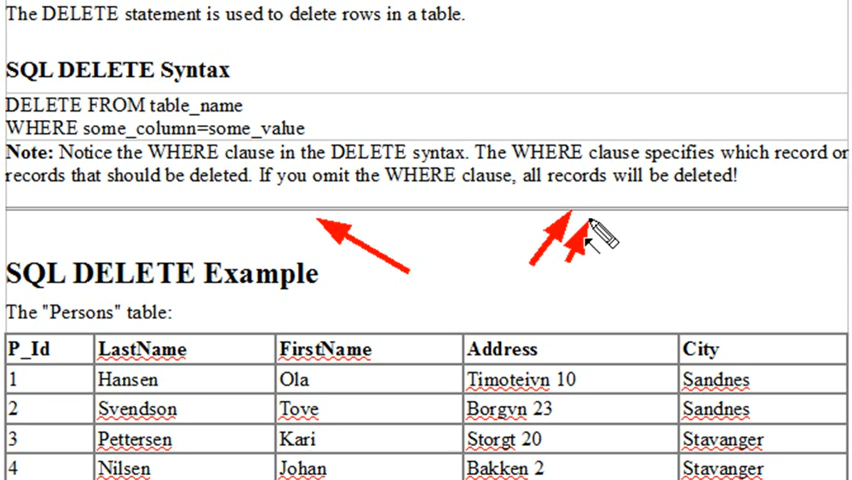 The DELETE statement is used to delete rows in a table.
SQL DELETE Syntax
DELETE FROM table_name
WHERE some_column=some_value
Note: Notice the WHERE clause in the DELETE syntax. The WHERE clause specifies which record or
records that should be deleted. If you omit the WHERE clause, all records will be deleted!
SQL DELETE Example
The "Persons" table:
P_Id LastName FirstName Address City
1 Hansen Ola Timoteivn 10 Sandnes
2 Svendson Tove Borgvn 23 Sandnes
3 Pettersen Kari Storgt 20 Stavanger
4 Nilsen Johan Bakken 2 Stavanger